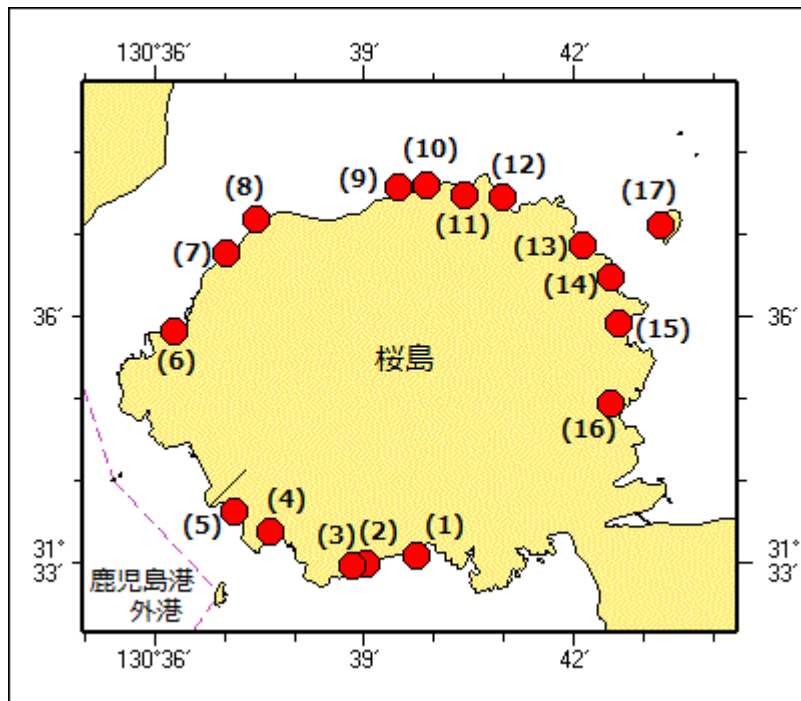 130°36′ 39′ 42′
(10)
(9) (12)
(8) (11) (17)
(7) (13)
(14)
36′ 36′
(15)
(6) 桜島
(16)
(4)
(5) (3) (2) (1)
31° 31°
33′ 33′
鹿児島港
外港
130°36′ 39′ 42′